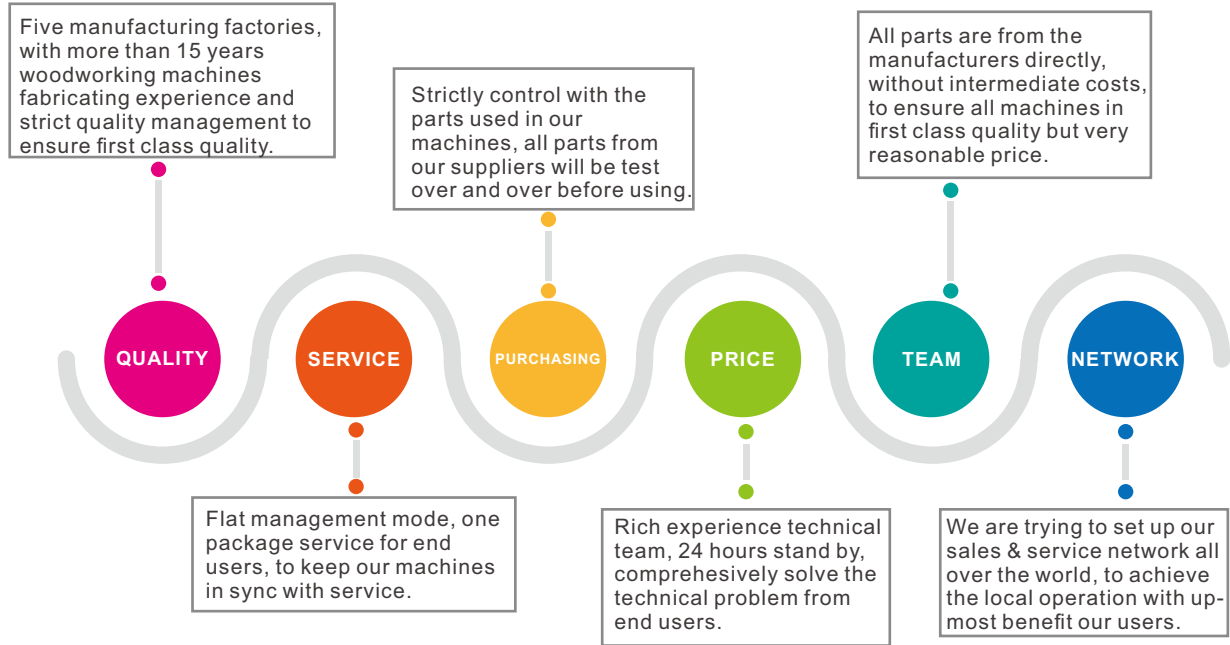 Five manufacturing factories,
with more than 15 years
woodworking machines
fabricating experience and
strict quality management to
ensure first class quality.
Strictly control with the
parts used in our
machines, all parts from
our suppliers will be test
over and over before using.
All parts are from the
manufacturers directly,
without intermediate costs,
to ensure all machines in
first class quality but very
reasonable price.
QUALITY
SERVICE
PURCHASING
PRICE
TEAM
NETWORK
Flat management mode, one
package service for end
users, to keep our machines
in sync with service.
Rich experience technical
team, 24 hours stand by,
comprehesively solve the
technical problem from
end users.
We are trying to set up our
sales & service network all
over the world, to achieve
the local operation with up-
most benefit our users.